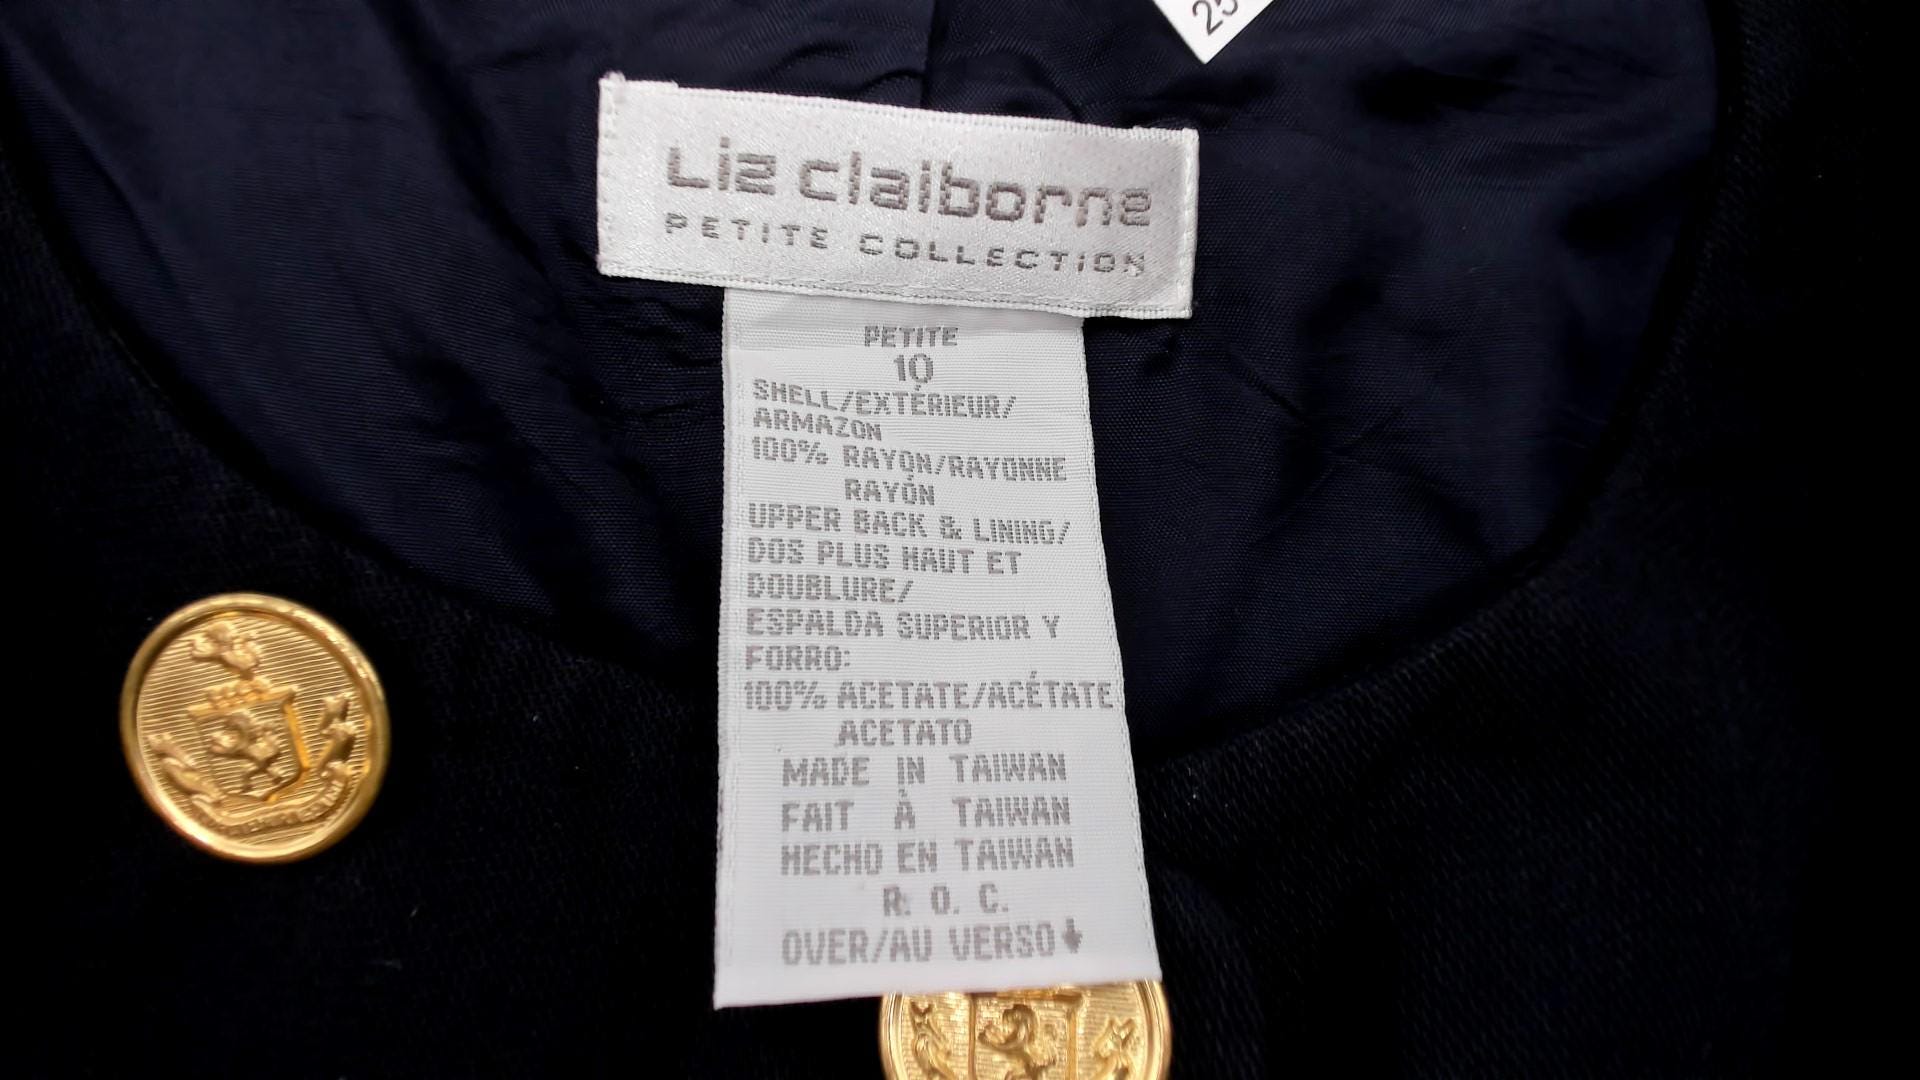 25
Liz claiborne
PETITE COLLECTION
PETITE
10
SHELL/EXTÉRIEUR/
ARMAZON
100% RAYON/RAYONNE
RAYÓN
UPPER BACK & LINING/
DOS PLUS HAUT ET
DOUBLURE/
ESPALDA SUPERIOR Y
FORRO:
100% ACETATE/ACÉTATE
ACETATO
MADE IN TAIWAN
FAIT À TAIWAN
HECHO EN TAIWAN
R. O. C.
OVER/AU VERSO